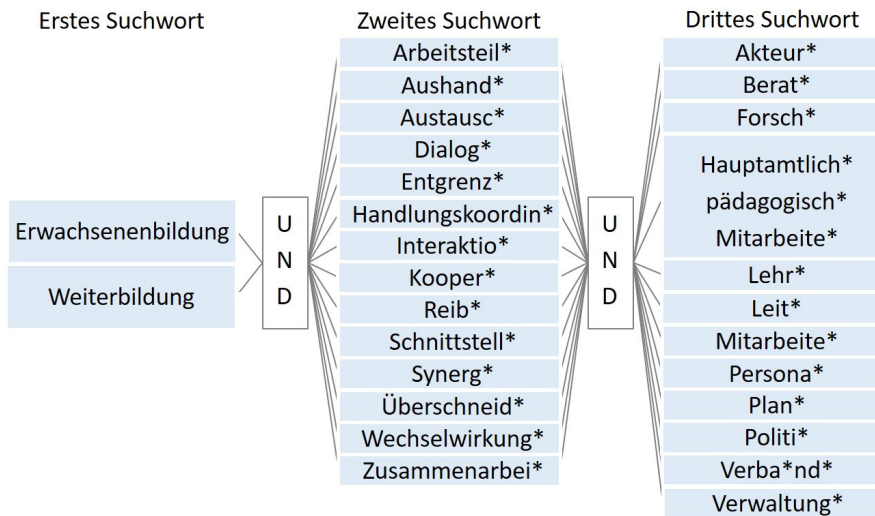 Erstes Suchwort
Erwachsenenbildung
Weiterbildung
U
N
D
Zweites Suchwort
Arbeitsteil*
Aushand*
Austausc*
Dialog*
Entgrenz*
Handlungskoordin*
Interaktio*
Kooper*
Reib*
Schnittstell*
Synerg*
Überschneid*
Wechselwirkung*
Zusammenarbei*
U
N
D
Drittes Suchwort
Akteur*
Berat*
Forsch*
Hauptamtlich*
pädagogisch*
Mitarbeite*
Lehr*
Leit*
Mitarbeite*
Persona*
Plan*
Politi*
Verba*nd*
Verwaltung*